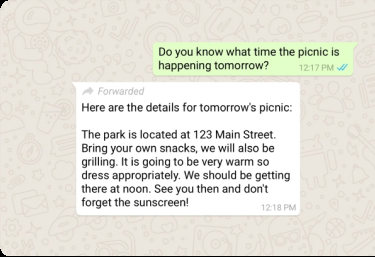 Do you know what time the picnic is
happening tomorrow?
12:17 PM
Forwarded
Here are the details for tomorrow's picnic:
The park is located at 123 Main Street.
Bring your own snacks, we will also be
grilling. It is going to be very warm so
dress appropriately. We should be getting
there at noon. See you then and don't
forget the sunscreen!
12:18 PM